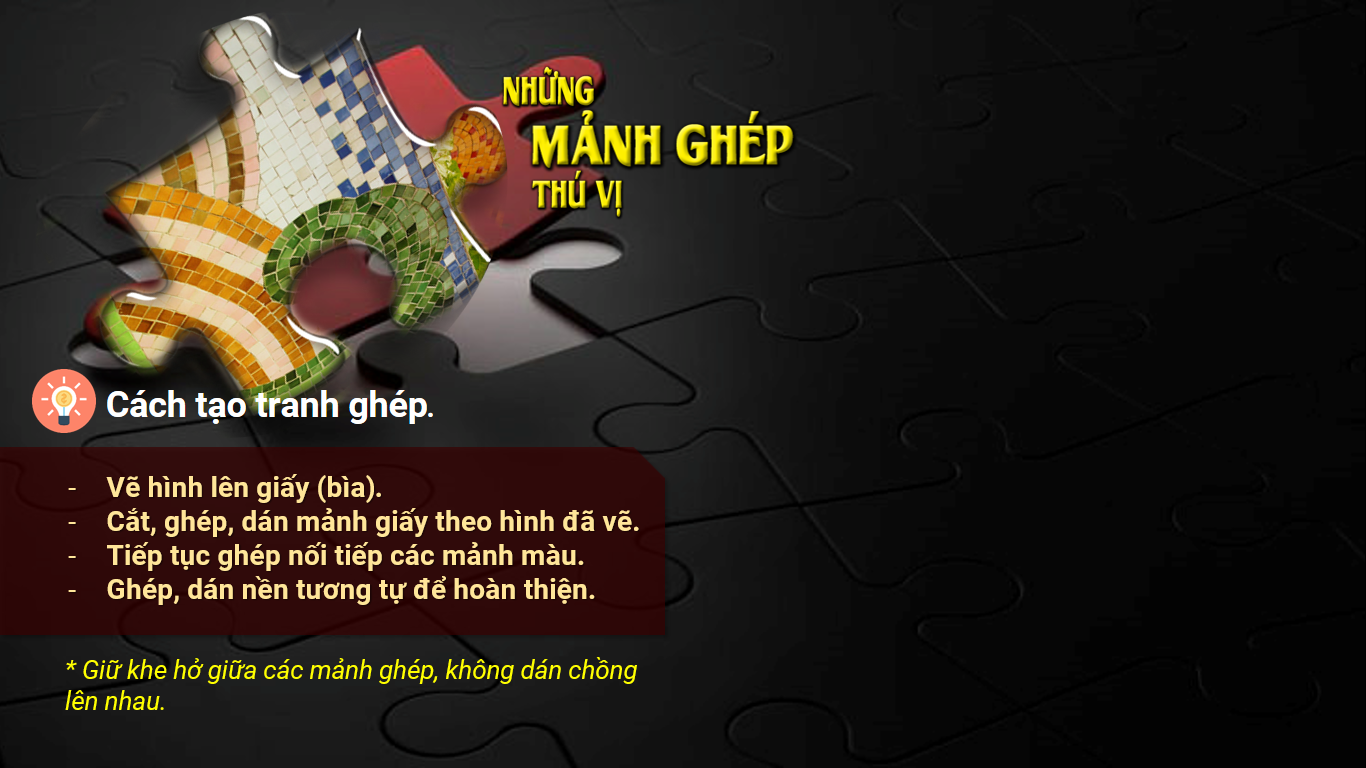 NHỮNG
MẢNH GHÉP
THÚ VỊ
Cách tạo tranh ghép.
- Vẽ hình lên giấy (bìa).
- Cắt, ghép, dán mảnh giấy theo hình đã vẽ.
- Tiếp tục ghép nối tiếp các mảnh màu.
- Ghép, dán nền tương tự để hoàn thiện.
* Giữ khe hở giữa các mảnh ghép, không dán chồng
lên nhau.